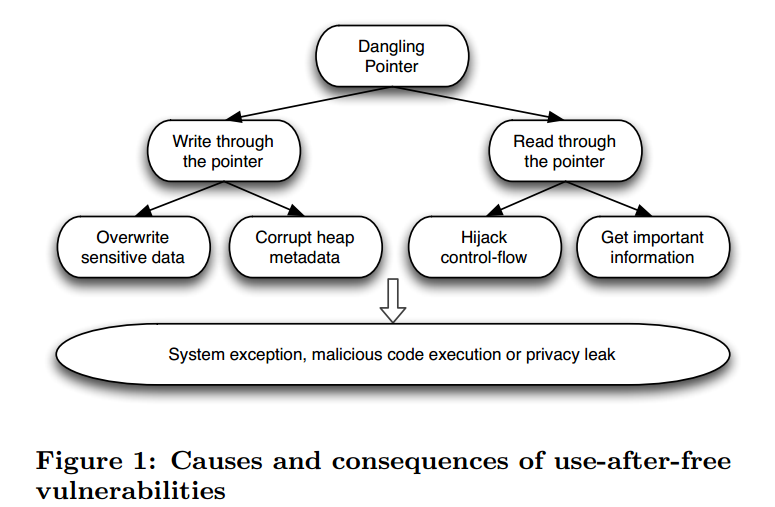 Dangling
Pointer
Write through
the pointer
Read through
the pointer
Overwrite
sensitive data
Corrupt heap
metadata
Hijack
control-flow
Get important
information
System exception, malicious code execution or privacy leak
Figure 1: Causes and consequences of use-after-free
vulnerabilities